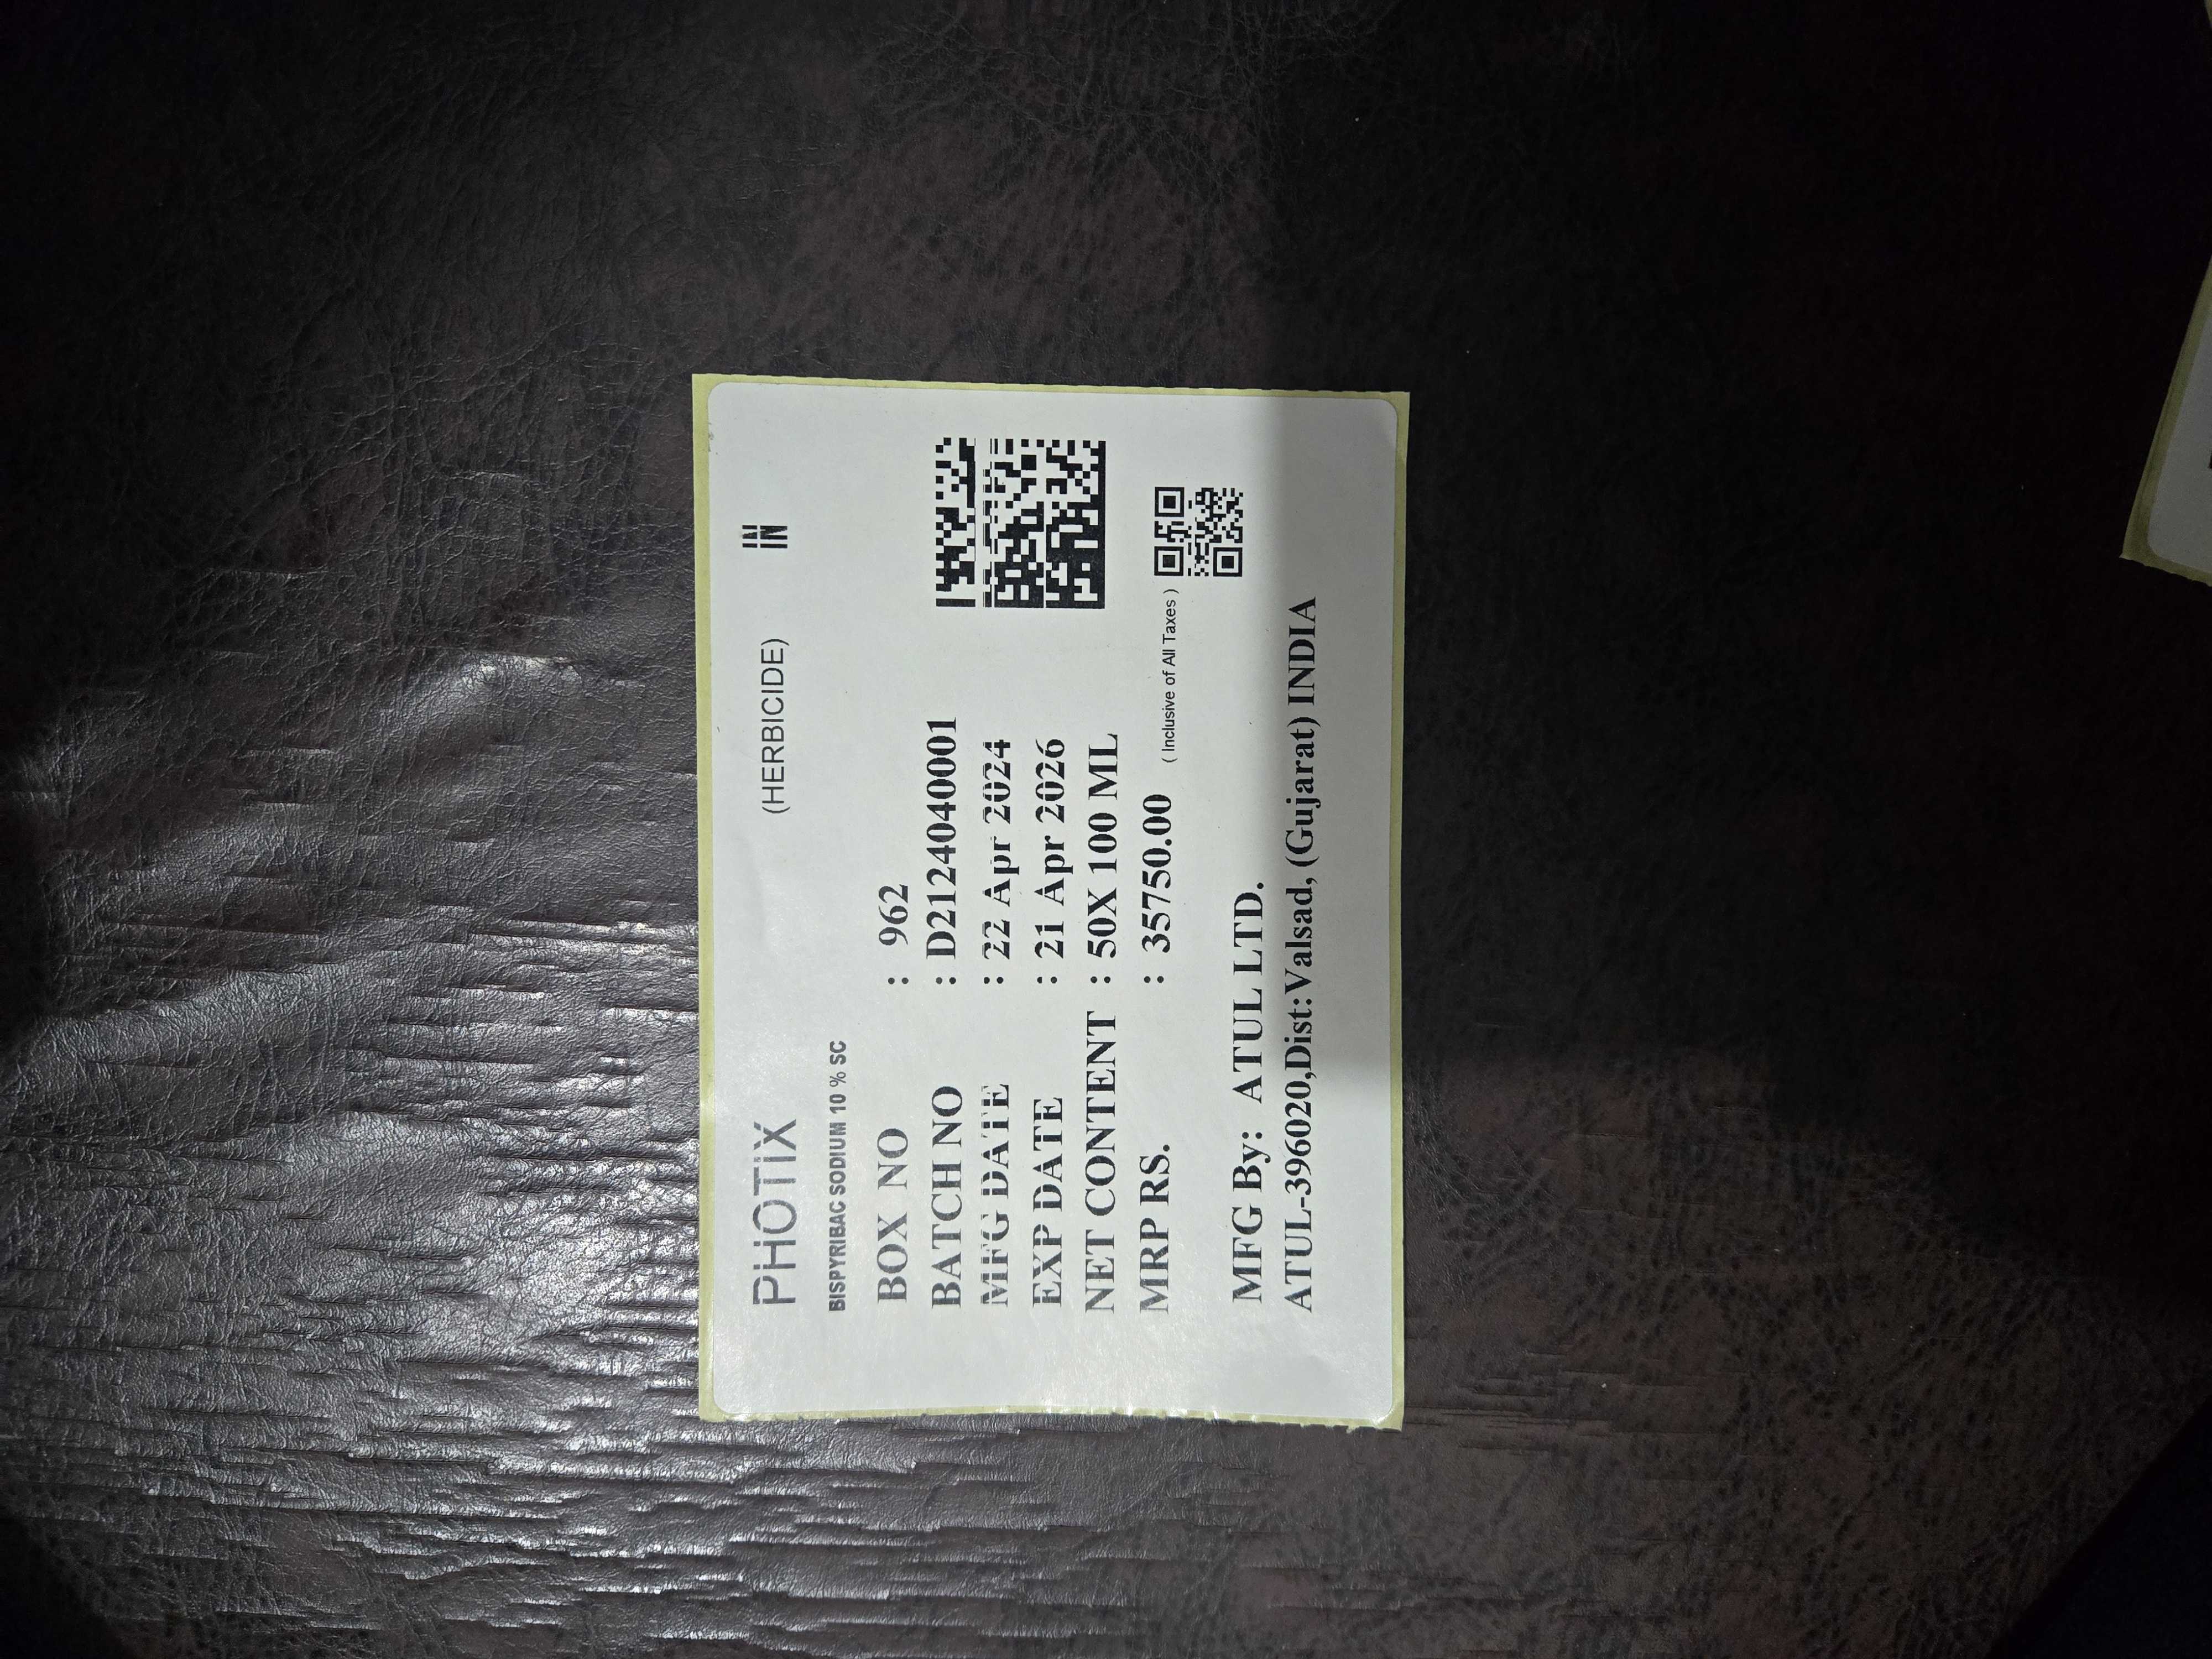 PHOTIX (HERBICIDE) IN
BISPYRIBAC SODIUM 10 % SC
BOX NO : 962
BATCH NO : D2124040001
MFG DATE : 22 Apr 2024
EXP DATE : 21 Apr 2026
NET CONTENT : 50X 100 ML
MRP RS. : 35750.00 ( Inclusive of All Taxes )
MFG By: ATUL LTD.
ATUL-396020,Dist:Valsad, (Gujarat) INDIA